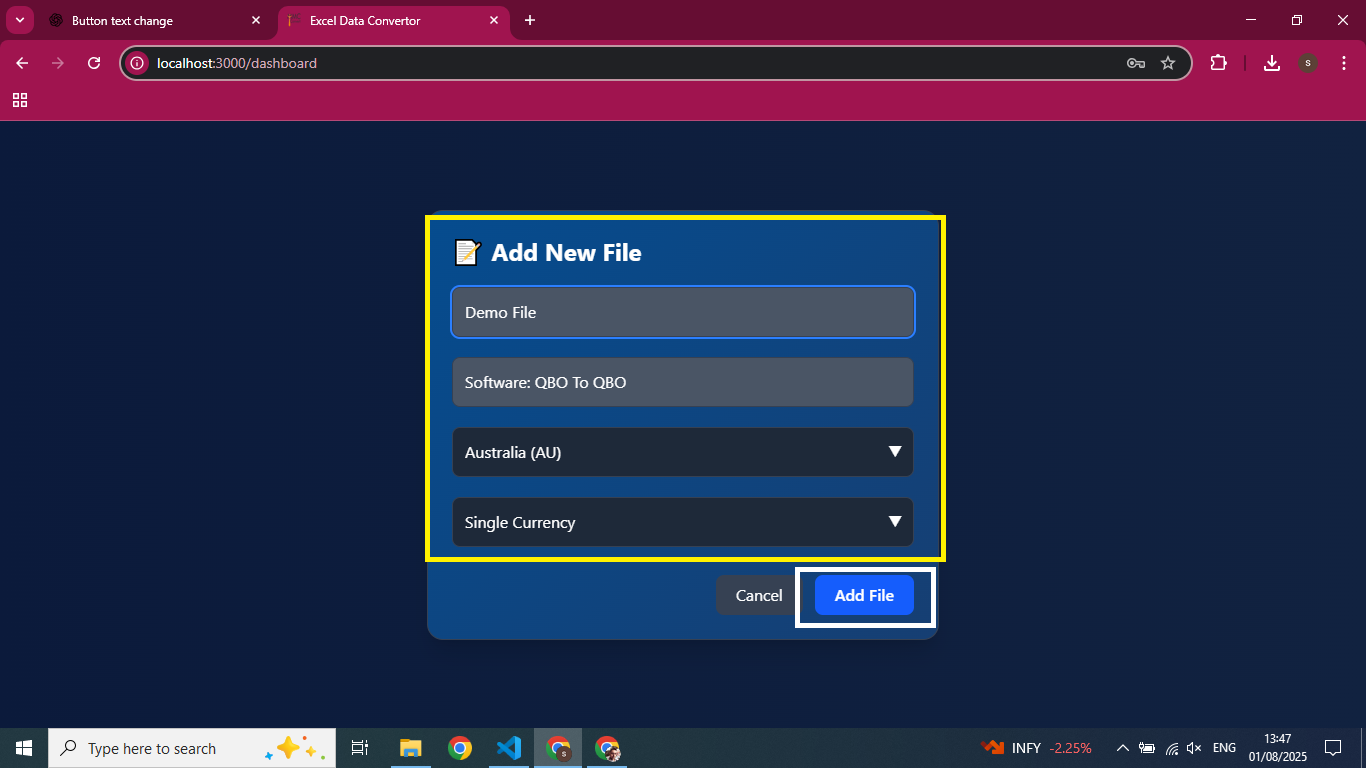 Button text change
Excel Data Convertor
localhost:3000/dashboard
s
Add New File
Demo File
Software: QBO To QBO
Australia (AU)
Single Currency
Cancel
Add File
Type here to search
s
INFY -2.25%
ENG
13:47
01/08/2025